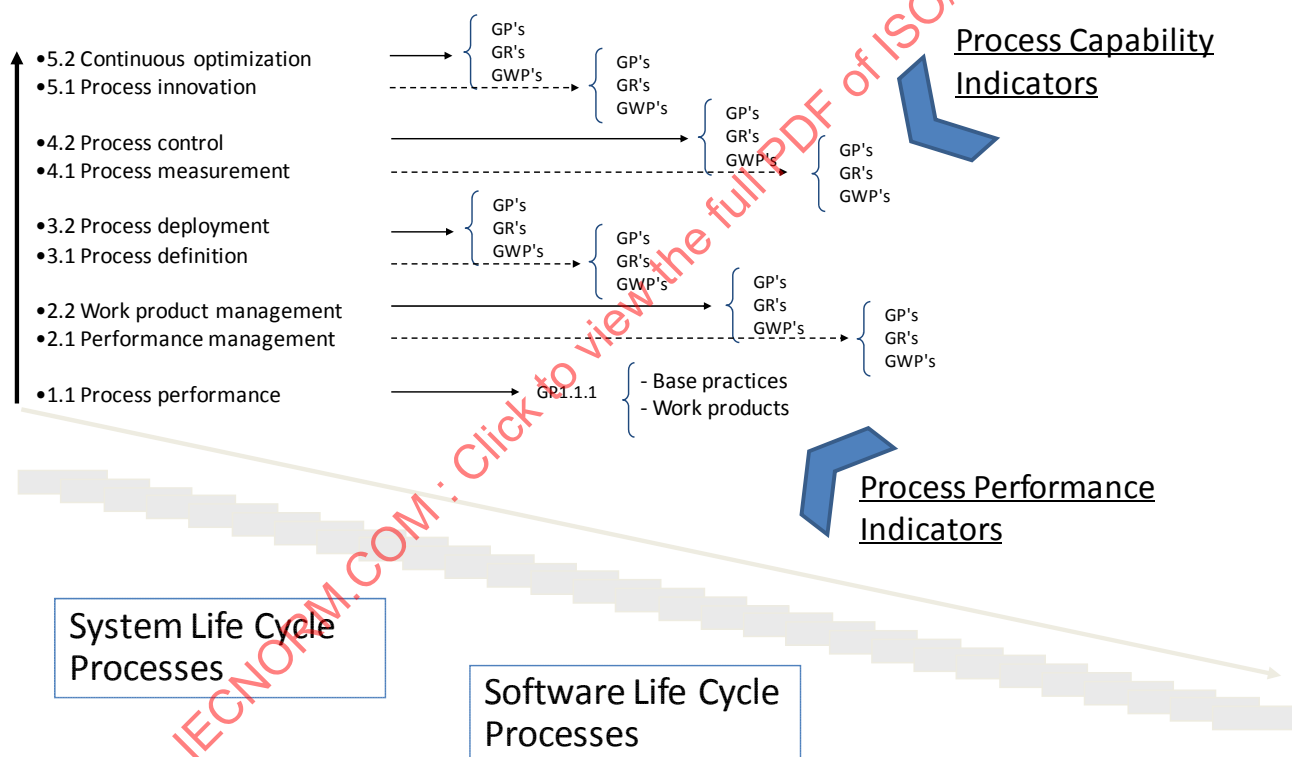 •5.2 Continuous optimization
GP's
GR's
GWP's
•5.1 Process innovation
GP's
GR's
GWP's
•4.2 Process control
GP's
GR's
GWP's
•4.1 Process measurement
GP's
GR's
GWP's
•3.2 Process deployment
GP's
GR's
GWP's
•3.1 Process definition
GP's
GR's
GWP's
•2.2 Work product management
GP's
GR's
GWP's
•2.1 Performance management
GP's
GR's
GWP's
•1.1 Process performance
GP1.1.1
- Base practices
- Work products
Process Capability
Indicators
Process Performance
Indicators
System Life Cycle
Processes
Software Life Cycle
Processes
IECNORM.COM : Click to view the full PDF of ISO/